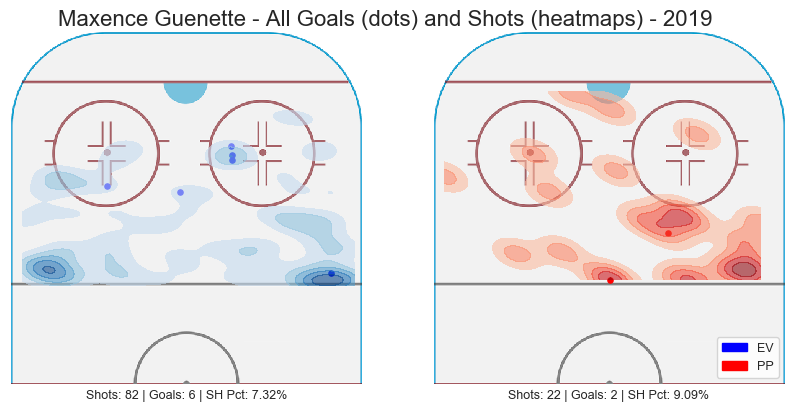 Maxence Guenette - All Goals (dots) and Shots (heatmaps) - 2019
EV
PP
Shots: 82 | Goals: 6 | SH Pct: 7.32%
Shots: 22 | Goals: 2 | SH Pct: 9.09%